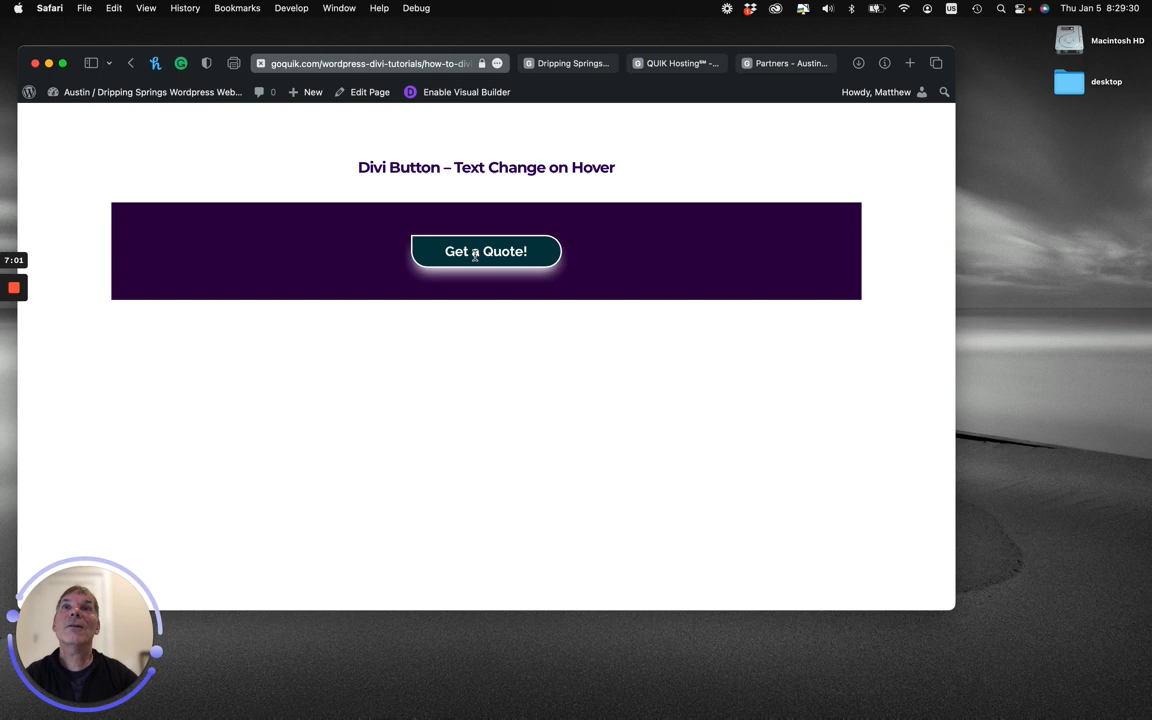 Safari File Edit View History Bookmarks Develop Window Help Debug US Thu Jan 5 8:29:30
Macintosh HD
goquik.com/wordpress-divi-tutorials/how-to-divi
Dripping Springs...
QUIK Hosting℠ -...
Partners - Austin...
desktop
Austin / Dripping Springs Wordpress Web... 0 New Edit Page Enable Visual Builder Howdy, Matthew
Divi Button – Text Change on Hover
Get a Quote!
7:01